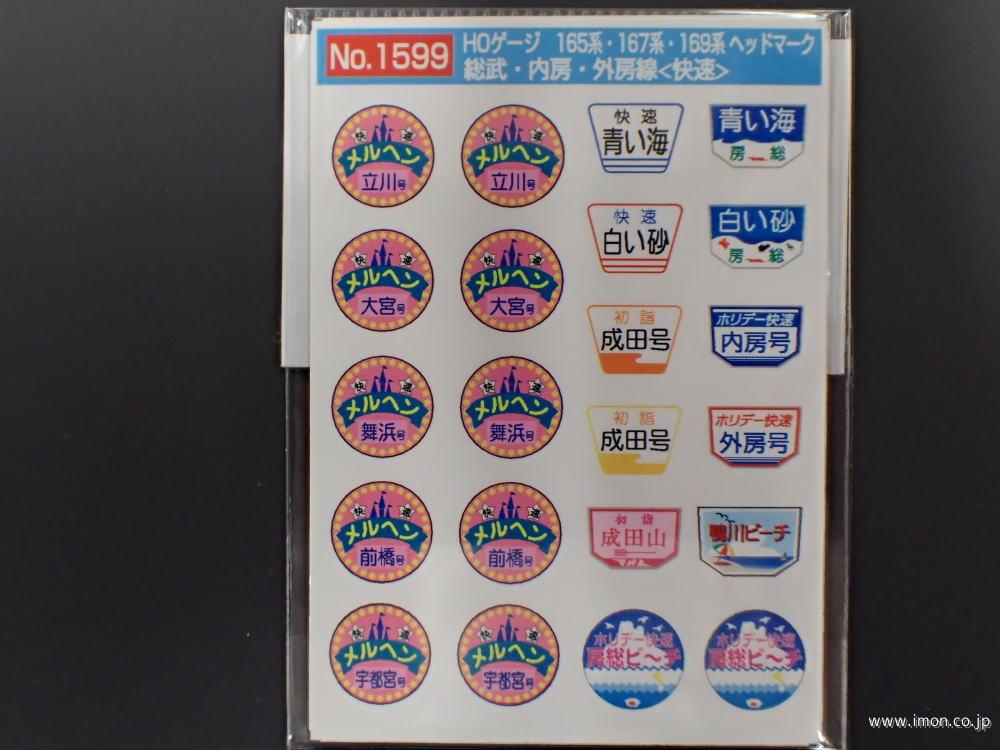 No.1599
HOゲージ 165系・167系・169系 ヘッドマーク
総武・内房・外房線<快速>
快速
メルヘン
立川号
快速
メルヘン
立川号
快速
青い海
青い海
房総
快速
メルヘン
大宮号
快速
メルヘン
大宮号
快速
白い砂
白い砂
房総
初詣
成田号
ホリデー快速
内房号
快速
メルヘン
舞浜号
快速
メルヘン
舞浜号
初詣
成田号
ホリデー快速
外房号
快速
メルヘン
前橋号
快速
メルヘン
前橋号
初詣
成田山
鴨川ビーチ
快速
メルヘン
宇都宮号
快速
メルヘン
宇都宮号
ホリデー快速
房総ビ〜チ
ホリデー快速
房総ビ〜チ
www.imon.co.jp